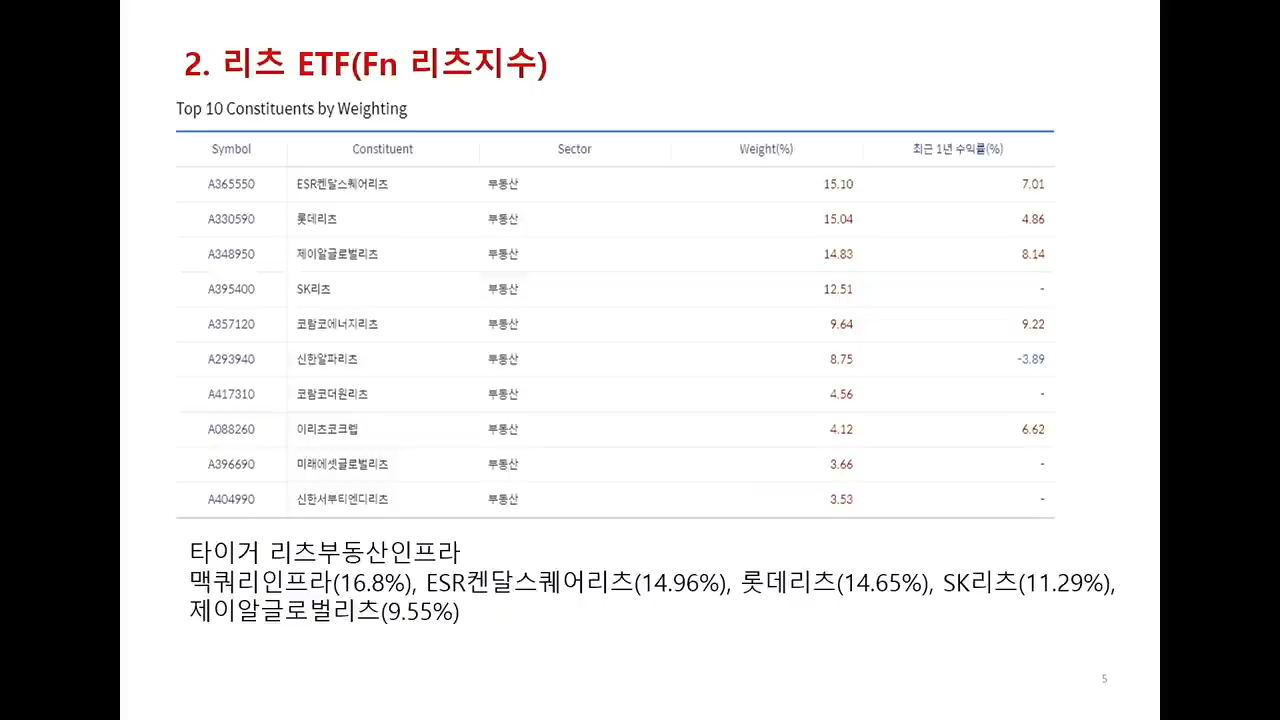 2. 리츠 ETF(Fn 리츠지수)
Top 10 Constituents by Weighting
Symbol Constituent Sector Weight(%) 최근 1년 수익률(%)
A365550 ESR켄달스퀘어리츠 부동산 15.10 7.01
A330590 롯데리츠 부동산 15.04 4.86
A348950 제이알글로벌리츠 부동산 14.83 8.14
A395400 SK리츠 부동산 12.51 -
A357120 코람코에너지리츠 부동산 9.64 9.22
A293940 신한알파리츠 부동산 8.75 -3.89
A417310 코람코더원리츠 부동산 4.56 -
A088260 이리츠코크렙 부동산 4.12 6.62
A396690 미래에셋글로벌리츠 부동산 3.66 -
A404990 신한서부티엔디리츠 부동산 3.53 -
타이거 리츠부동산인프라
맥쿼리인프라(16.8%), ESR켄달스퀘어리츠(14.96%), 롯데리츠(14.65%), SK리츠(11.29%),
제이알글로벌리츠(9.55%)
5